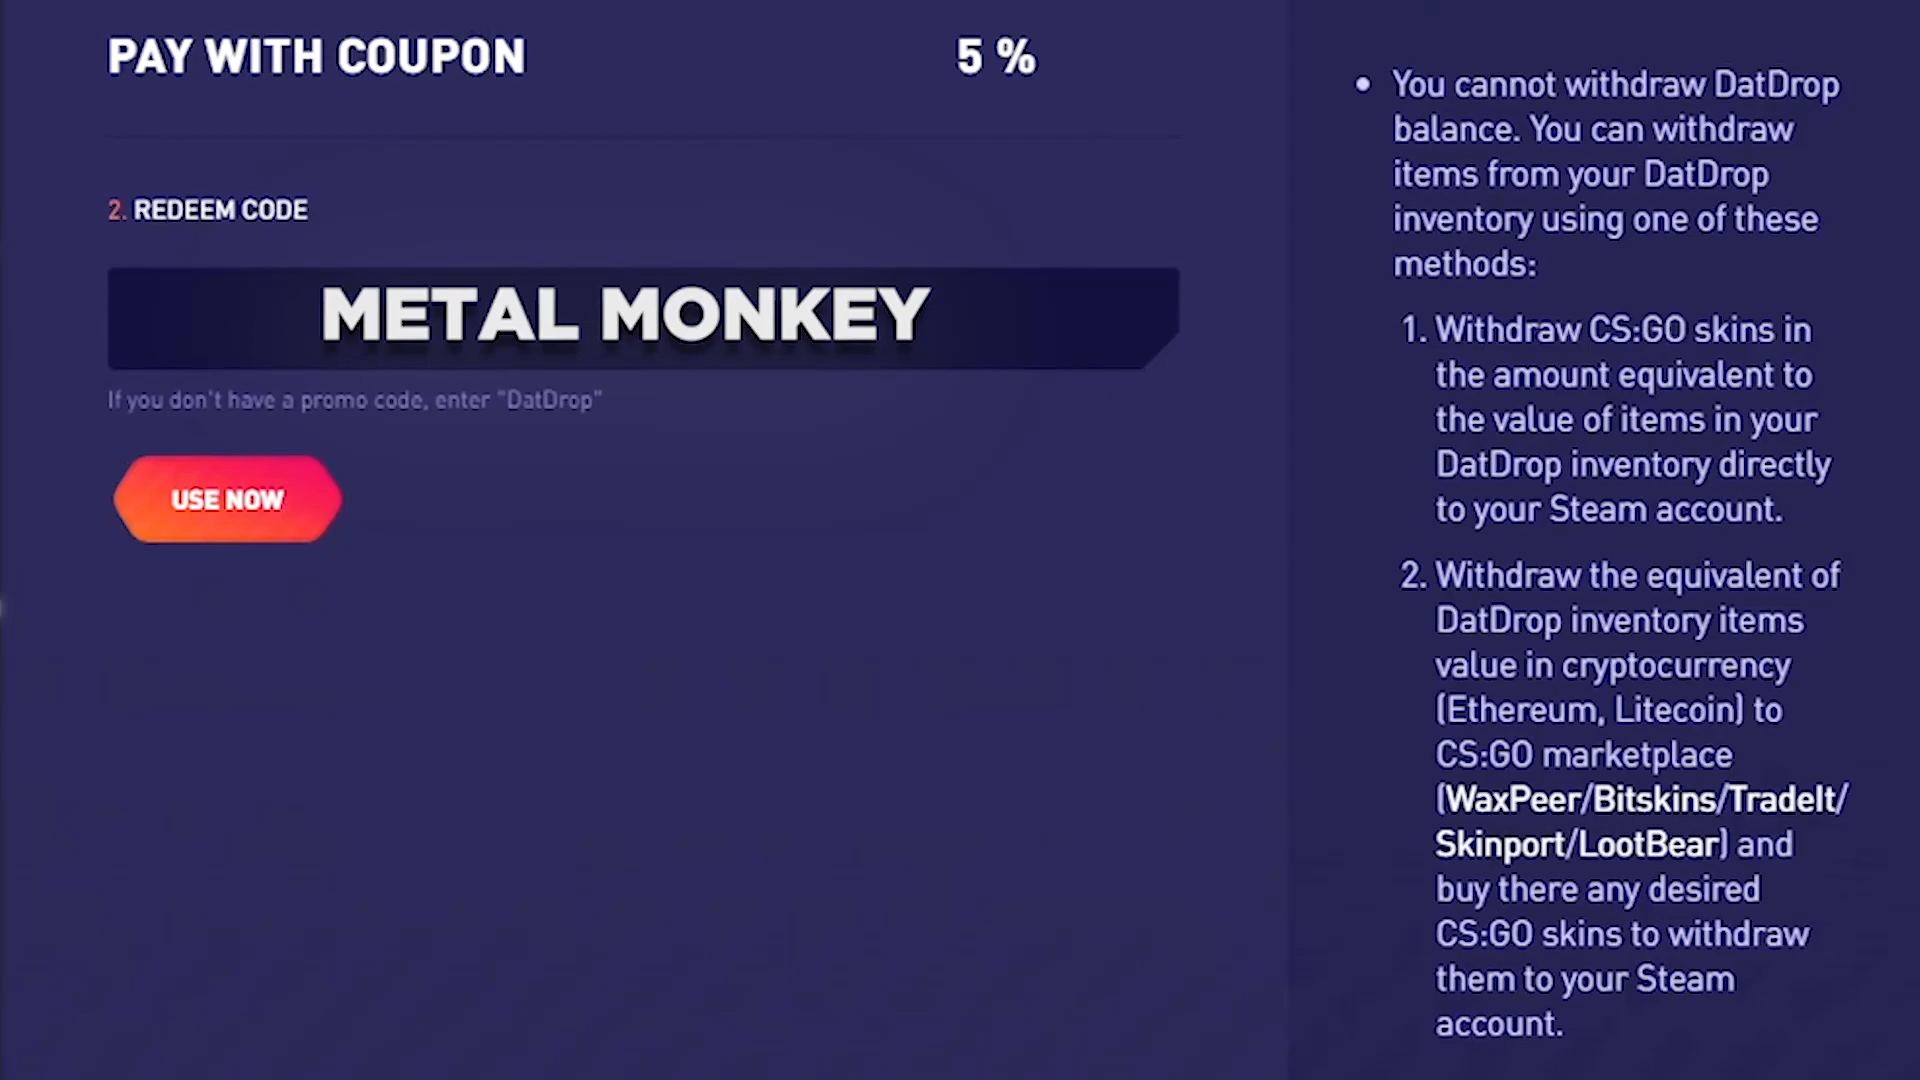 PAY WITH COUPON
5 %
2. REDEEM CODE
METAL MONKEY
If you don't have a promo code, enter "DatDrop"
USE NOW
• You cannot withdraw DatDrop
balance. You can withdraw
items from your DatDrop
inventory using one of these
methods:
1. Withdraw CS:GO skins in
the amount equivalent to
the value of items in your
DatDrop inventory directly
to your Steam account.
2. Withdraw the equivalent of
DatDrop inventory items
value in cryptocurrency
(Ethereum, Litecoin) to
CS:GO marketplace
(WaxPeer/Bitskins/TradeIt/
Skinport/LootBear) and
buy there any desired
CS:GO skins to withdraw
them to your Steam
account.